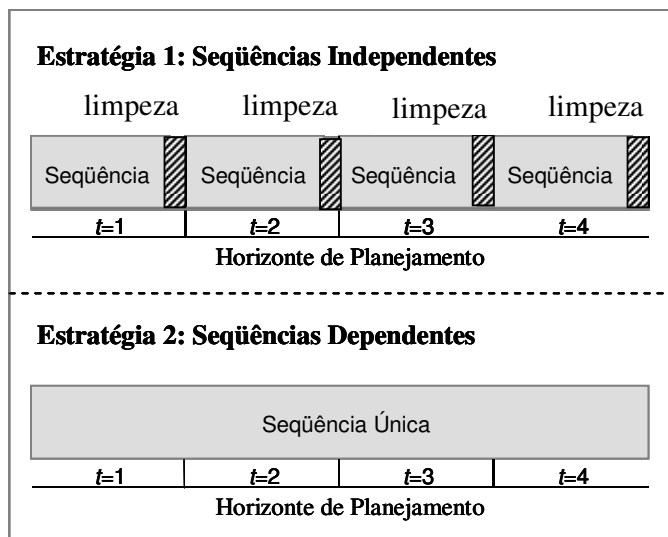 Estratégia 1: Seqüências Independentes
limpeza limpeza limpeza limpeza
Seqüência Seqüência Seqüência Seqüência
t=1 t=2 t=3 t=4
Horizonte de Planejamento
Estratégia 2: Seqüências Dependentes
Seqüência Única
t=1 t=2 t=3 t=4
Horizonte de Planejamento